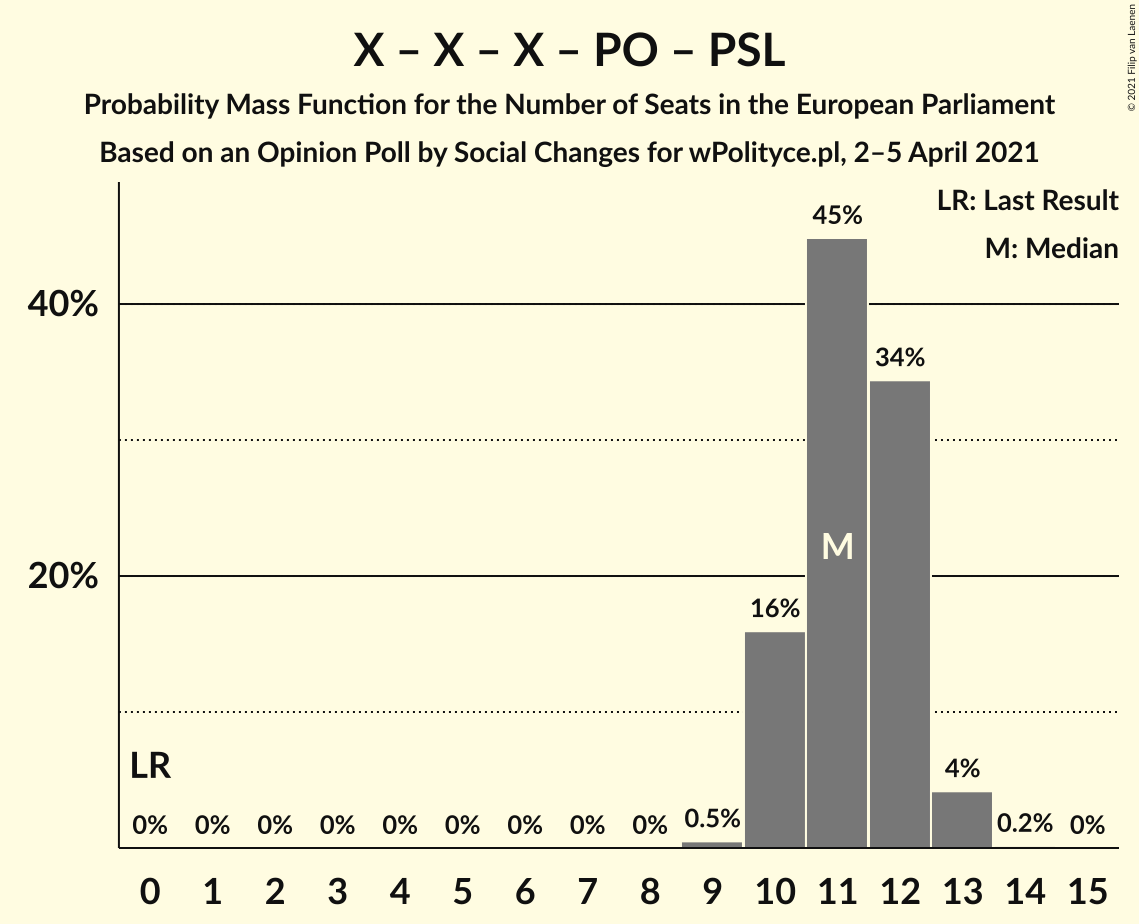 X – X – X – PO – PSL
Probability Mass Function for the Number of Seats in the European Parliament
Based on an Opinion Poll by Social Changes for wPolityce.pl, 2–5 April 2021
© 2021 Filip van Laenen
LR: Last Result
M: Median
45%
40%
34%
M
20%
16%
LR
4%
0% 0% 0% 0% 0% 0% 0% 0% 0% 0.5% 0.2% 0%
0 1 2 3 4 5 6 7 8 9 10 11 12 13 14 15